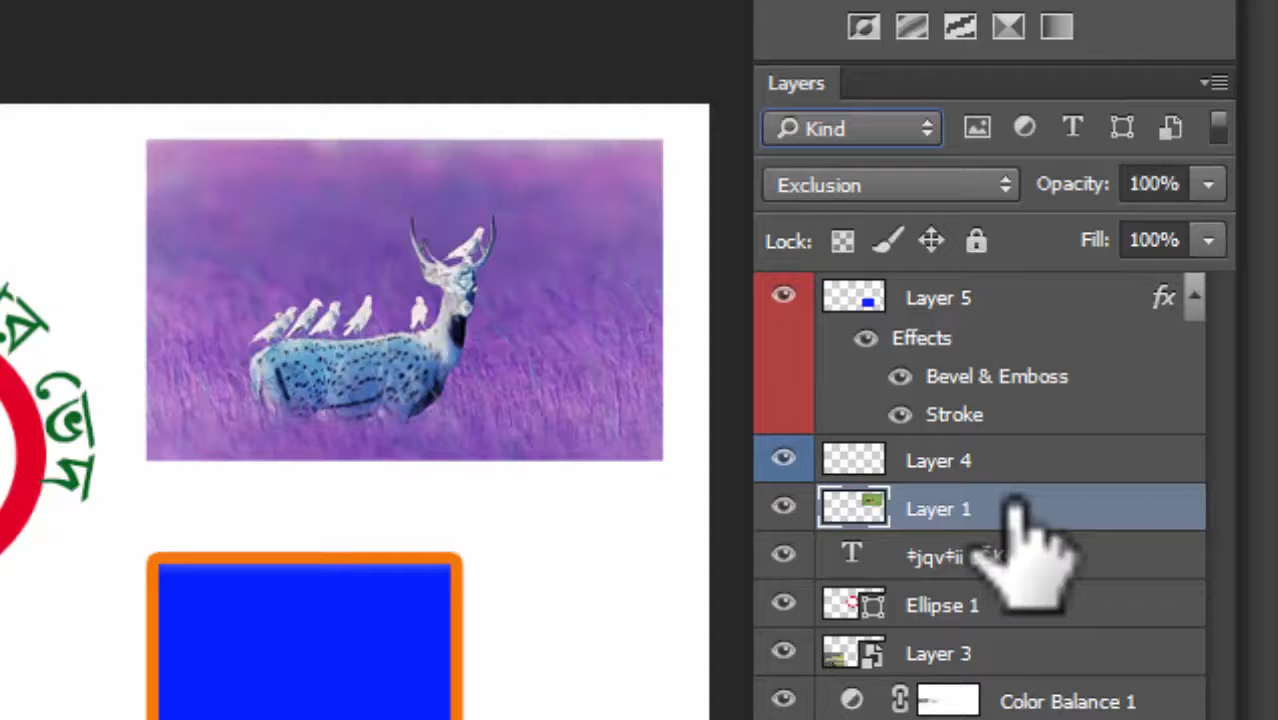 Layers
Kind
T
Exclusion
Opacity: 100%
Lock:
Fill: 100%
Layer 5
fx
Effects
Bevel & Emboss
Stroke
Layer 4
Layer 1
T
Ellipse 1
Layer 3
Color Balance 1